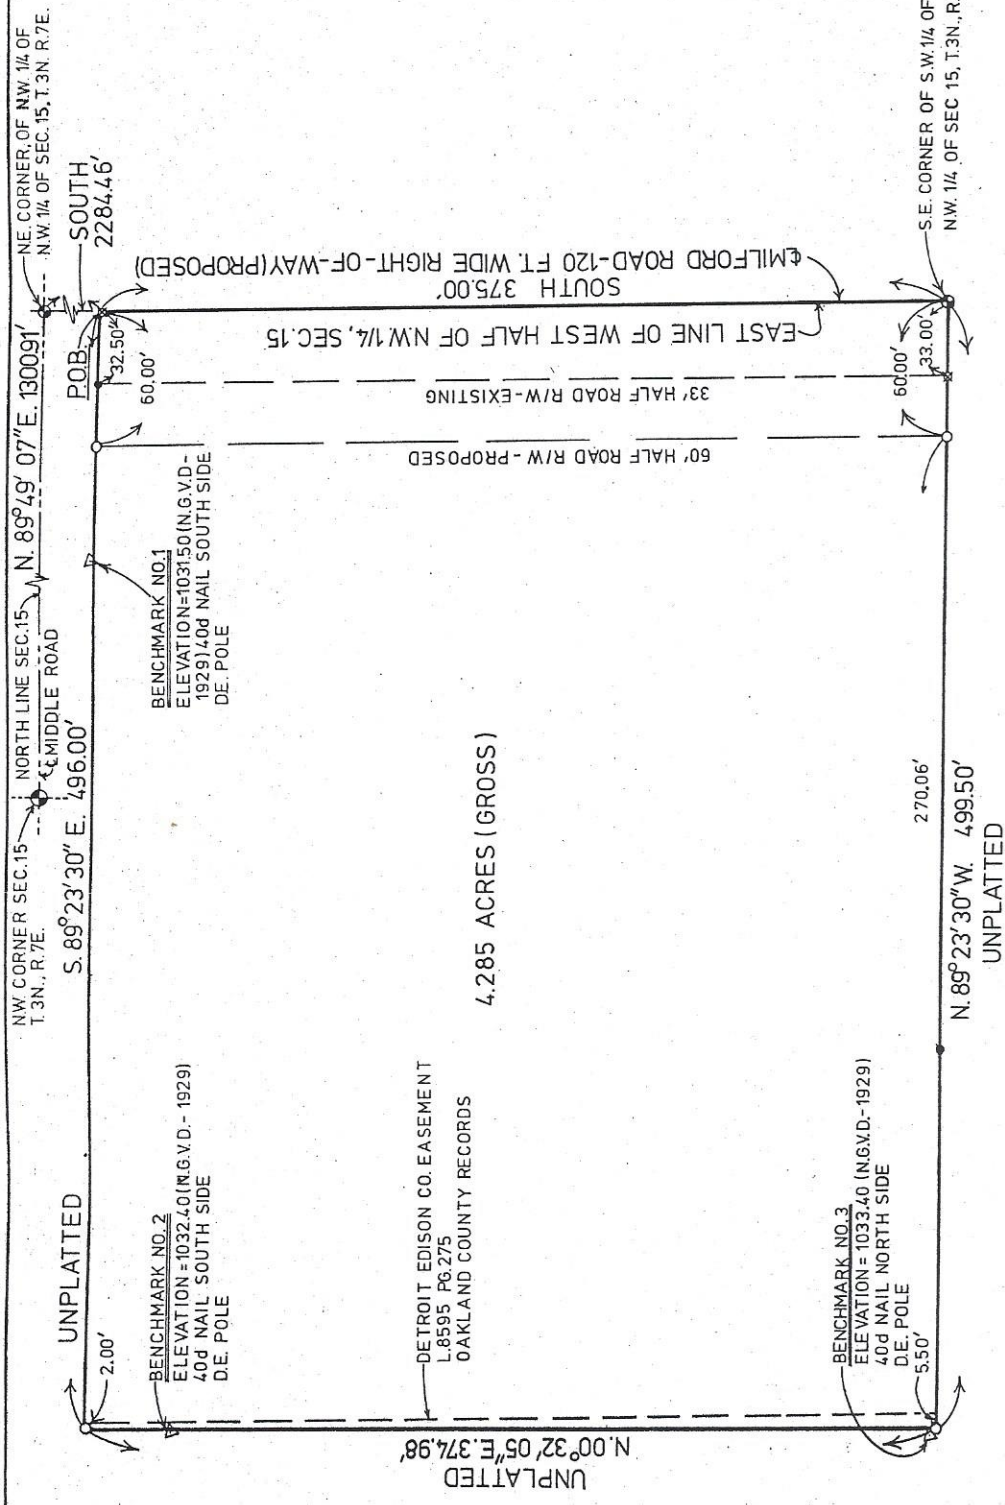 N.W. CORNER SEC.15
T.3N., R.7E.
NORTH LINE SEC.15
N. 89°49' 07"E. 1300.91'
N.E. CORNER, OF N.W. 1/4 OF
N.W. 1/4 OF SEC. 15, T.3N. R.7E.
℄ MIDDLE ROAD
SOUTH
2284.46'
UNPLATTED
S. 89°23'30" E. 496.00'
P.O.B.
2.00'
32.50'
60.00'
BENCHMARK NO.2
ELEVATION =1032.40 (N.G.V.D.- 1929)
40d NAIL SOUTH SIDE
D.E. POLE
BENCHMARK NO.1
ELEVATION=1031.50 (N.G.V.D-
1929) 40d NAIL SOUTH SIDE
DE. POLE
DETROIT EDISON CO. EASEMENT
L.8595 PG.275
OAKLAND COUNTY RECORDS
4.285 ACRES (GROSS)
60' HALF ROAD R/W - PROPOSED
33' HALF ROAD R/W-EXISTING
EAST LINE OF WEST HALF OF N.W. 1/4, SEC.15
SOUTH 375.00'
℄ MILFORD ROAD-120 FT. WIDE RIGHT-OF-WAY (PROPOSED)
UNPLATTED
N.00°32'05"E. 374.98'
BENCHMARK NO.3
ELEVATION = 1033.40 (N.G.V.D.-1929)
40d NAIL NORTH SIDE
D.E. POLE
5.50'
270.06'
60.00'
33.00'
S.E. CORNER OF S.W. 1/4 OF
N.W. 1/4 OF SEC 15, T.3N., R.
N. 89°23'30"W. 499.50'
UNPLATTED